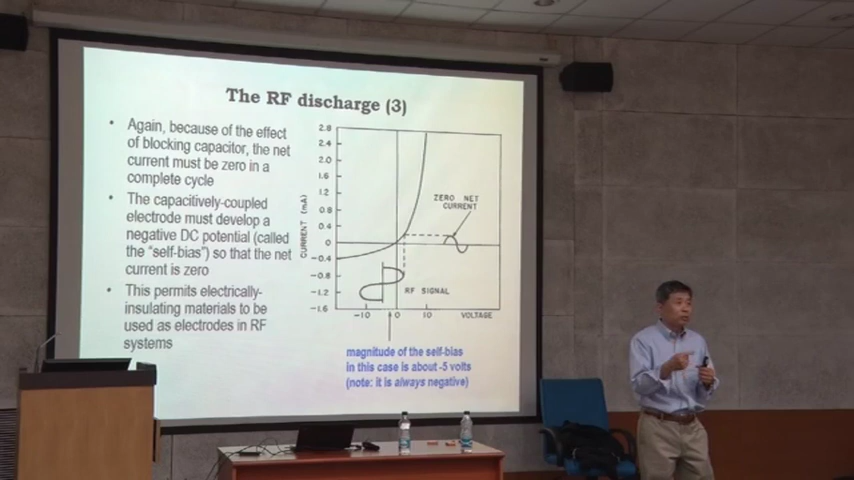 The RF discharge (3)
• Again, because of the effect
of blocking capacitor, the net
current must be zero in a
complete cycle
• The capacitively-coupled
electrode must develop a
negative DC potential (called
the "self-bias") so that the net
current is zero
• This permits electrically-
insulating materials to be
used as electrodes in RF
systems
2.8
2.4
2.0
1.6
1.2
0.8
0.4
0
-0.4
-0.8
-1.2
-1.6
CURRENT (mA)
ZERO NET
CURRENT
RF SIGNAL
-10 0 10 VOLTAGE
magnitude of the self-bias
in this case is about -5 volts
(note: it is always negative)